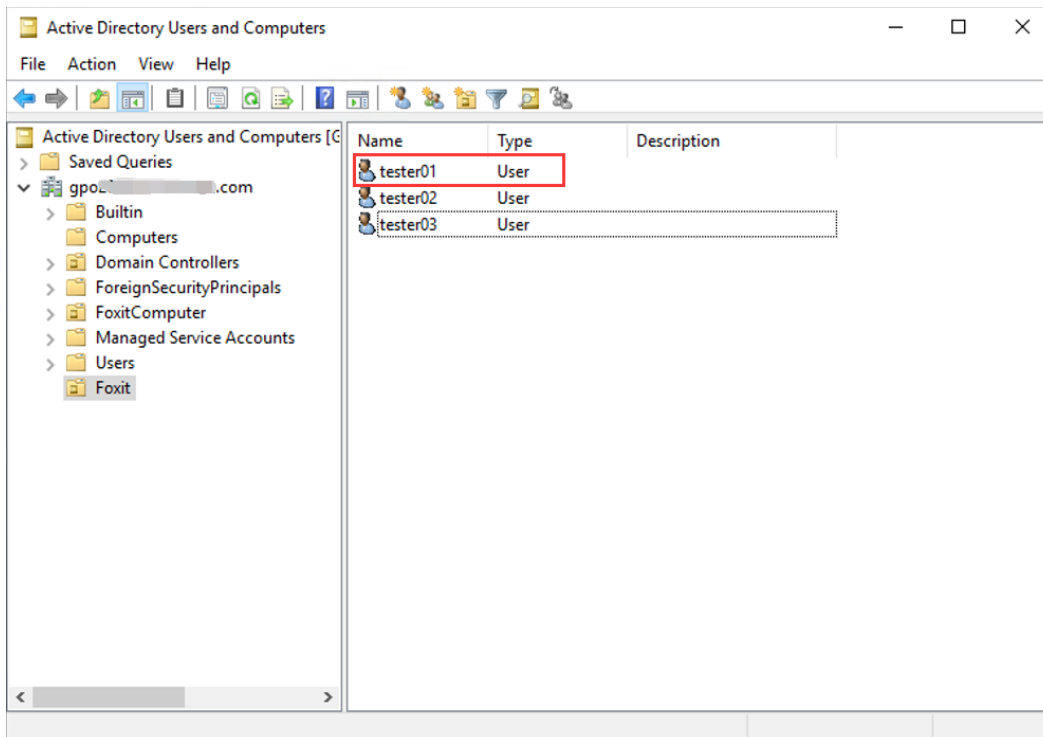 Active Directory Users and Computers
File Action View Help
Active Directory Users and Computers [G
Saved Queries
.com
Builtin
Computers
Domain Controllers
ForeignSecurityPrincipals
FoxitComputer
Managed Service Accounts
Users
Foxit
Name Type Description
tester01 User
tester02 User
tester03 User